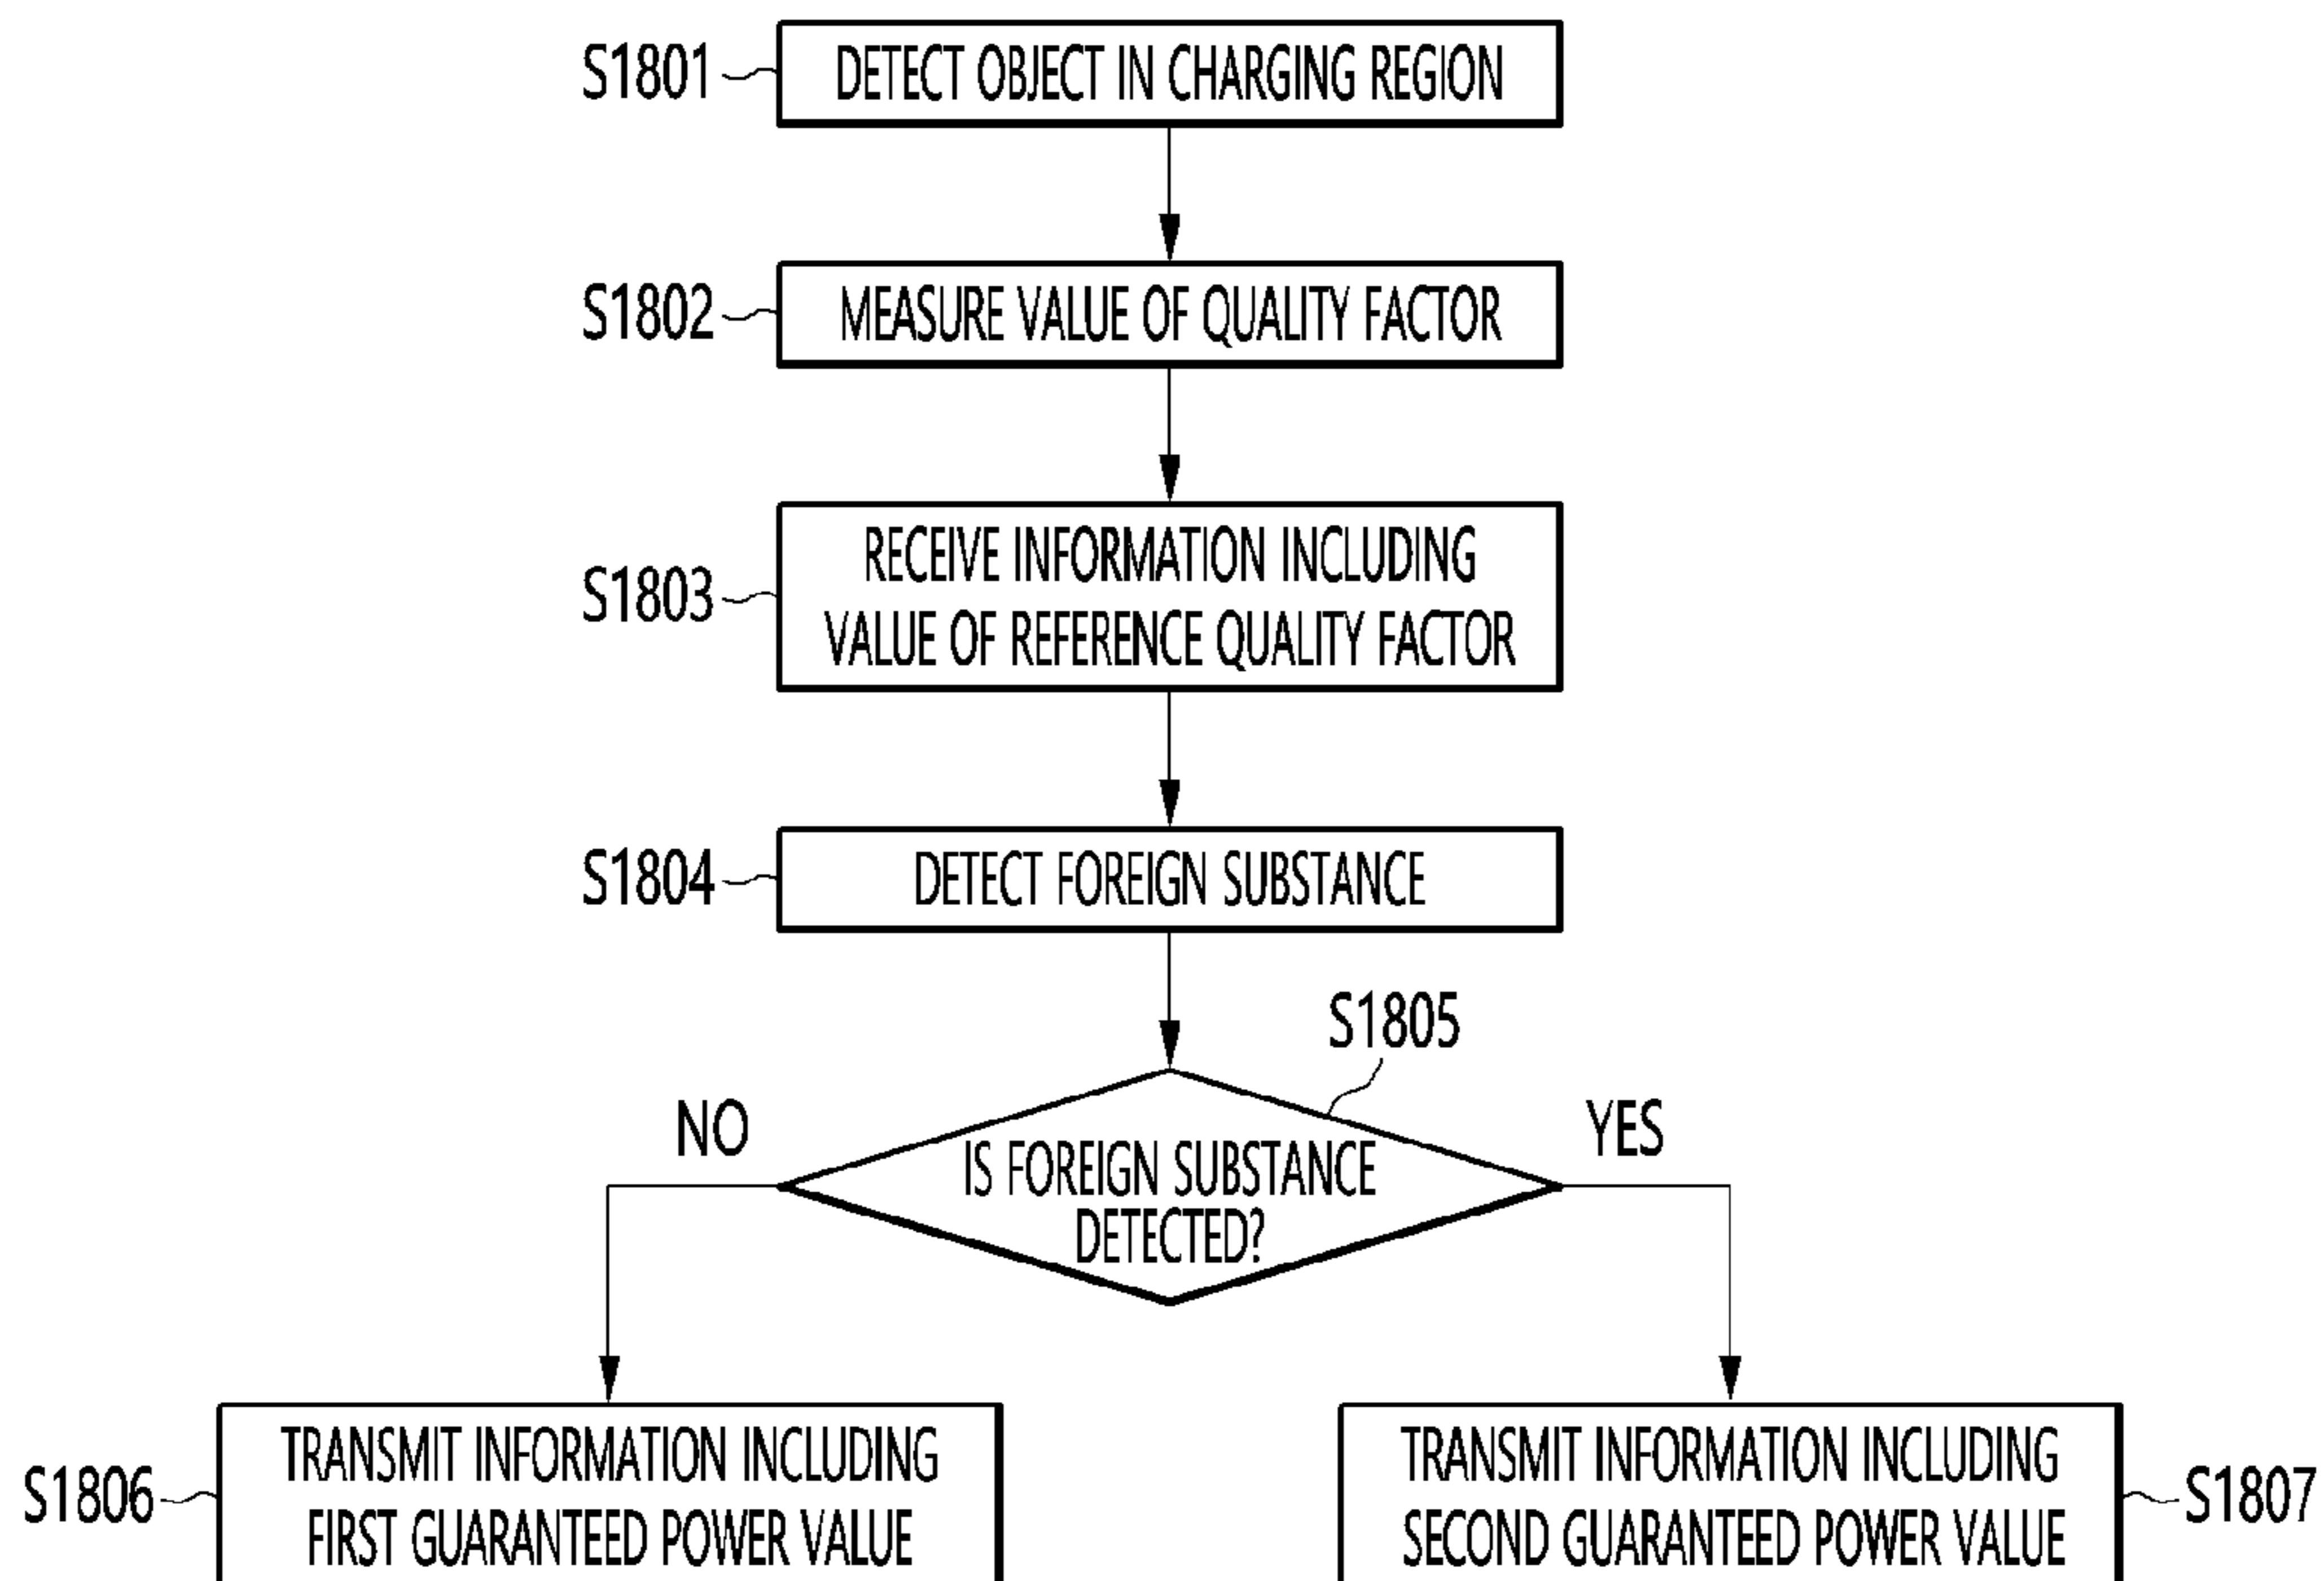 S1801
DETECT OBJECT IN CHARGING REGION
S1802
MEASURE VALUE OF QUALITY FACTOR
S1803
RECEIVE INFORMATION INCLUDING
VALUE OF REFERENCE QUALITY FACTOR
S1804
DETECT FOREIGN SUBSTANCE
S1805
NO
YES
IS FOREIGN SUBSTANCE
DETECTED?
S1806
TRANSMIT INFORMATION INCLUDING
FIRST GUARANTEED POWER VALUE
TRANSMIT INFORMATION INCLUDING
SECOND GUARANTEED POWER VALUE
S1807